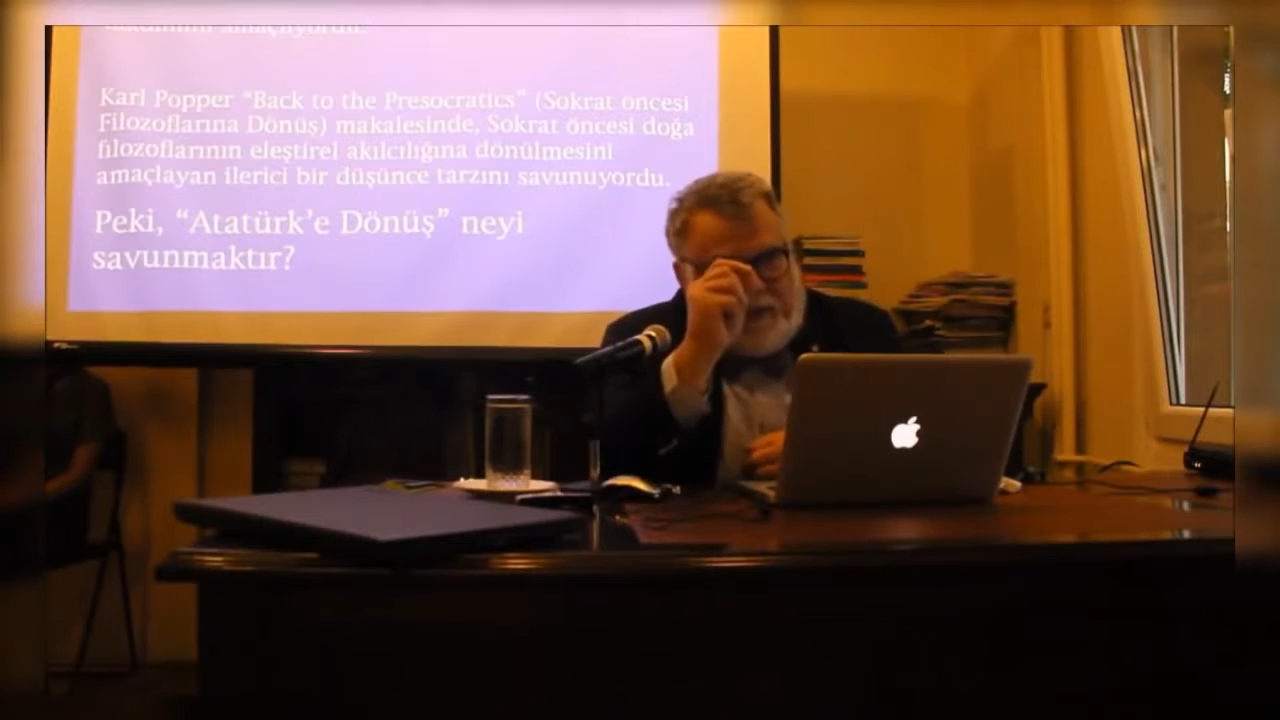 Karl Popper “Back to the Presocratics” (Sokrat öncesi
Filozoflarına Dönüş) makalesinde, Sokrat öncesi doğa
filozoflarının eleştirel akılcılığına dönülmesini
amaçlayan ilerici bir düşünce tarzını savunuyordu.
Peki, “Atatürk’e Dönüş” neyi
savunmaktır?